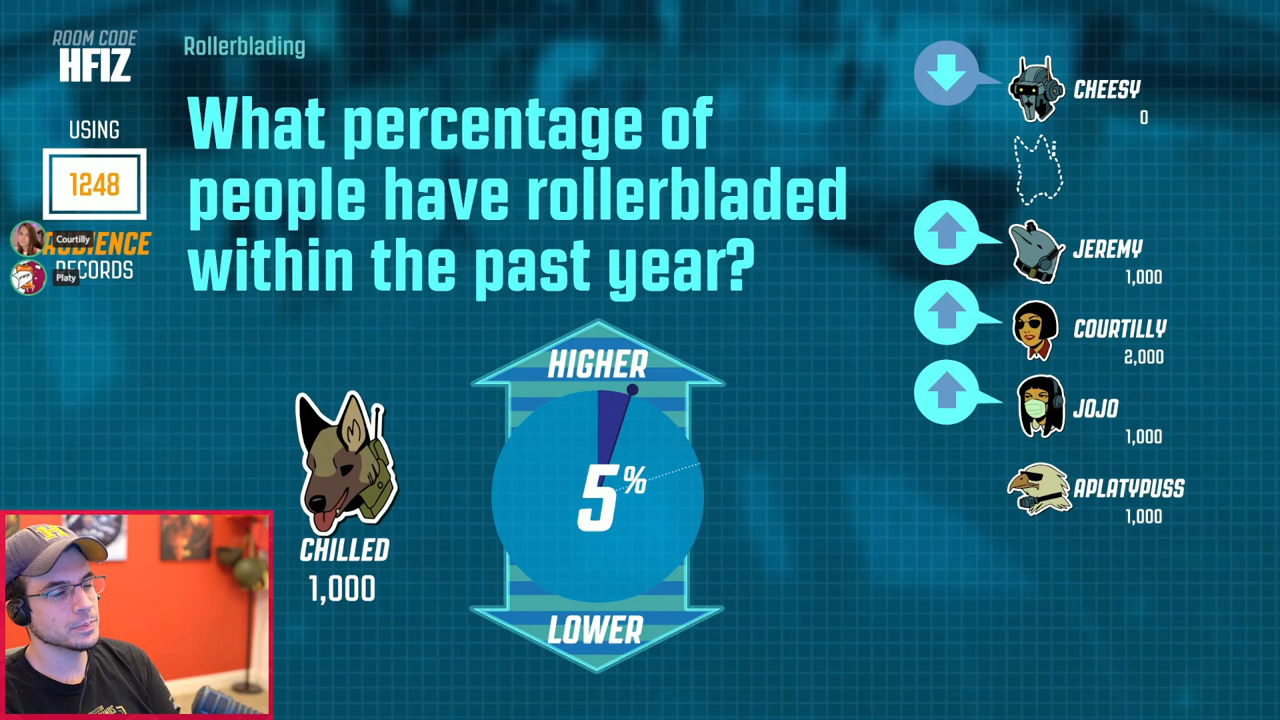 ROOM CODE
HFIZ
USING
1248
AUDIENCE
RECORDS
Courtilly
Platy
Rollerblading
What percentage of
people have rollerbladed
within the past year?
HIGHER
5%
LOWER
CHILLED
1,000
CHEESY
0
JEREMY
1,000
COURTILLY
2,000
JOJO
1,000
APLATYPUSS
1,000